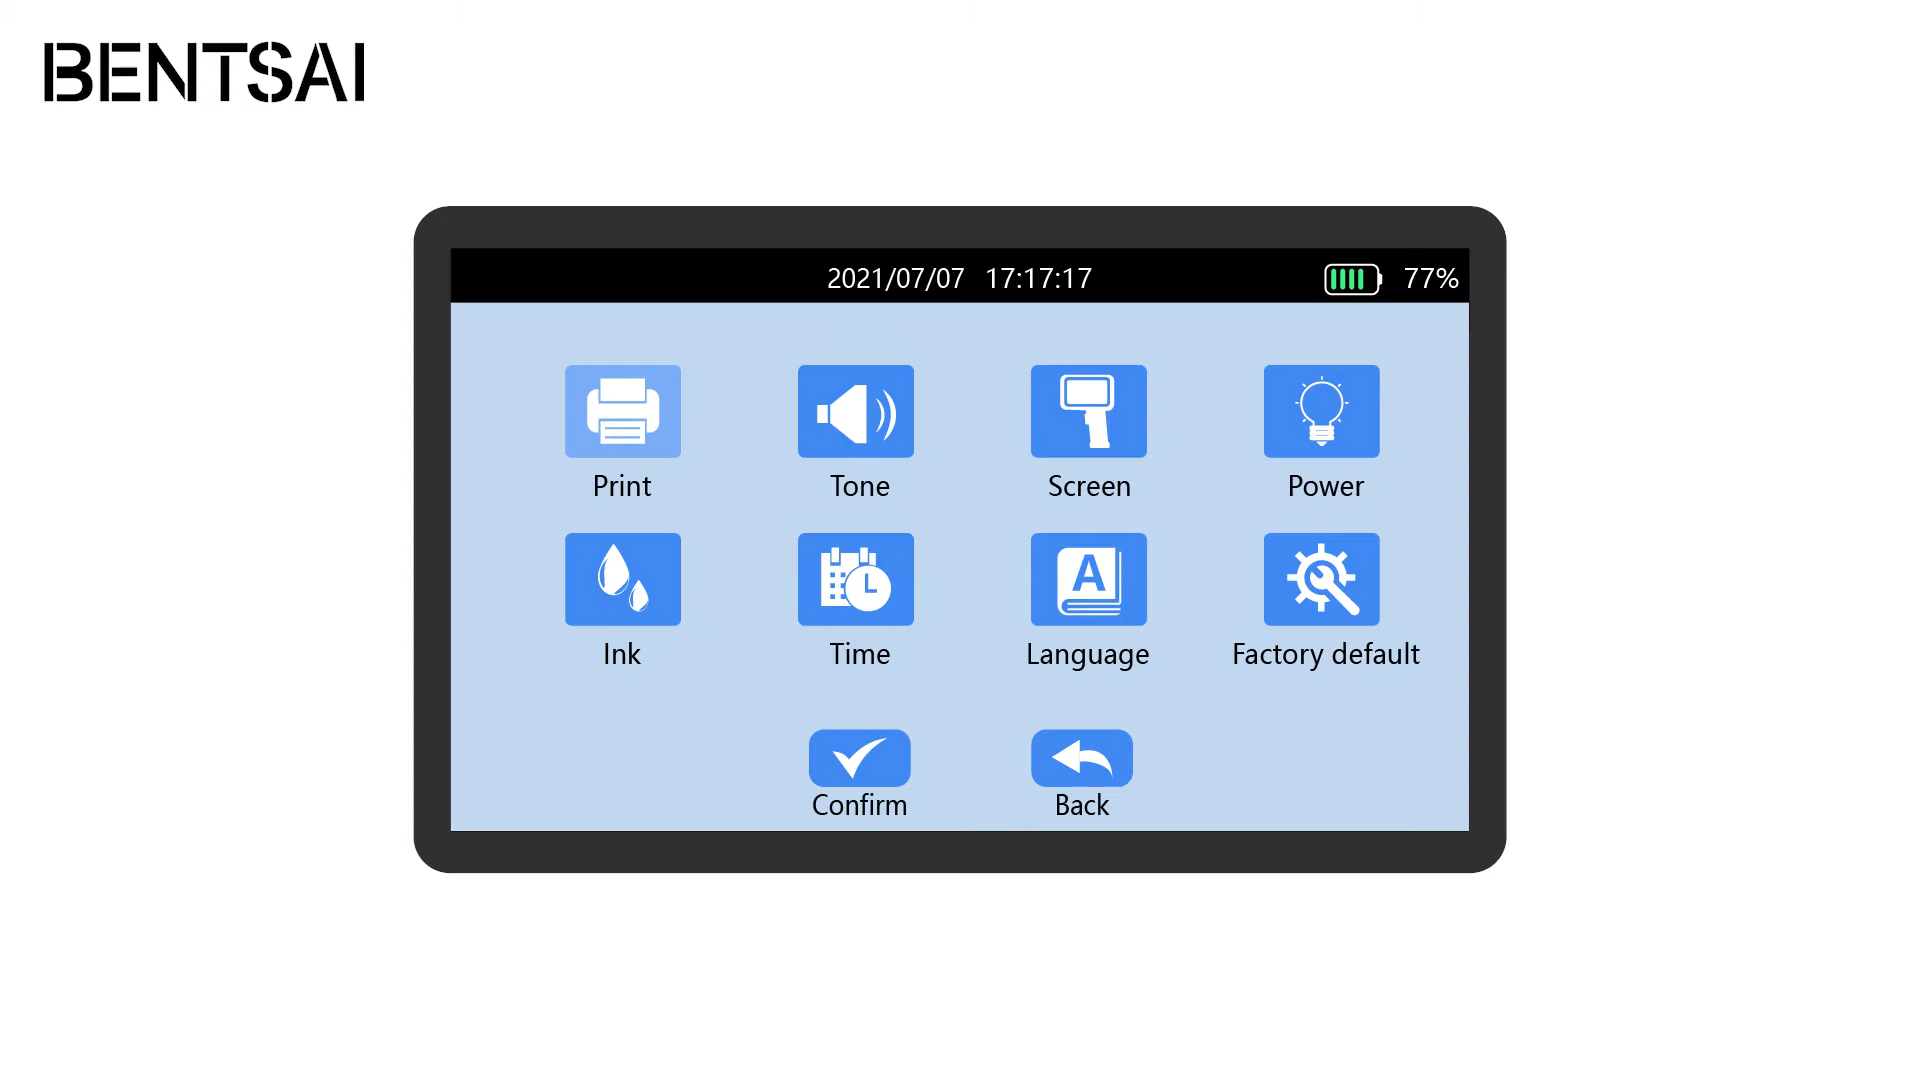 BENTSAI
2021/07/07 17:17:17 77%
Print Tone Screen Power
A
Ink Time Language Factory default
Confirm Back